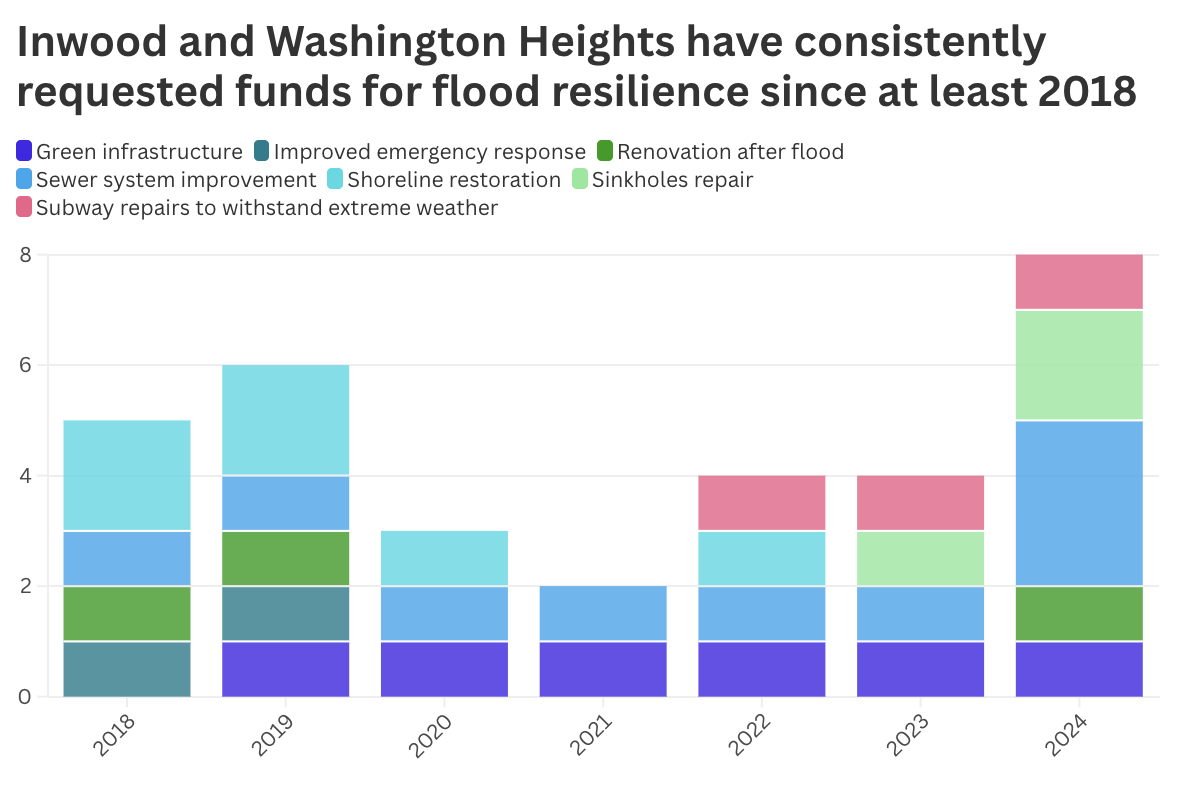 Inwood and Washington Heights have consistently
requested funds for flood resilience since at least 2018
Green infrastructure Improved emergency response Renovation after flood
Sewer system improvement Shoreline restoration Sinkholes repair
Subway repairs to withstand extreme weather
8
6
4
2
0
2018 2019 2020 2021 2022 2023 2024